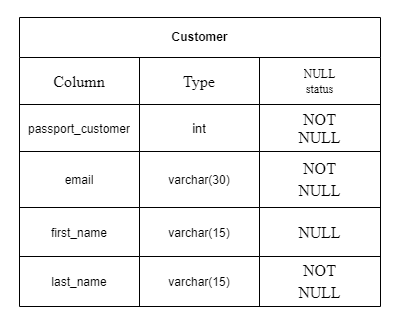 Customer
Column Type NULL
status
passport_customer int NOT
NULL
email varchar(30) NOT
NULL
first_name varchar(15) NULL
last_name varchar(15) NOT
NULL